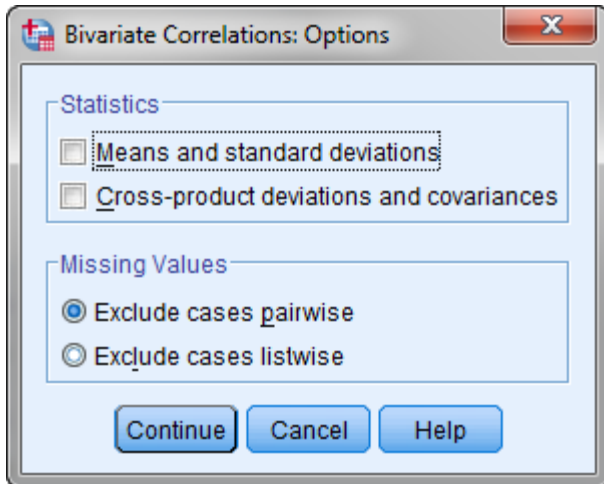 Bivariate Correlations: Options
Statistics
Means and standard deviations
Cross-product deviations and covariances
Missing Values
Exclude cases pairwise
Exclude cases listwise
Continue Cancel Help